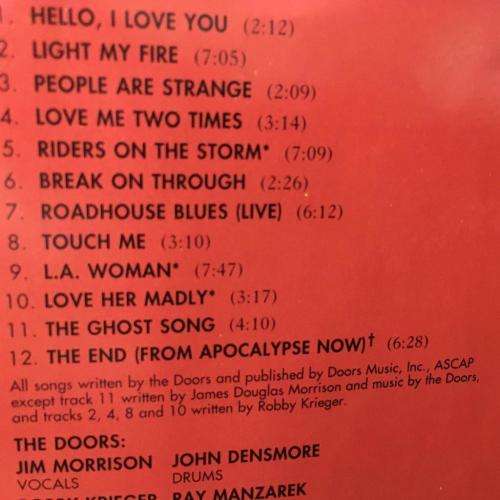 1. HELLO, I LOVE YOU (2:12)
2. LIGHT MY FIRE (7:05)
3. PEOPLE ARE STRANGE (2:09)
4. LOVE ME TWO TIMES (3:14)
5. RIDERS ON THE STORM* (7:09)
6. BREAK ON THROUGH (2:26)
7. ROADHOUSE BLUES (LIVE) (6:12)
8. TOUCH ME (3:10)
9. L.A. WOMAN* (7:47)
10. LOVE HER MADLY* (3:17)
11. THE GHOST SONG (4:10)
12. THE END (FROM APOCALYPSE NOW)† (6:28)
All songs written by the Doors and published by Doors Music, Inc., ASCAP
except track 11 written by James Douglas Morrison and music by the Doors,
and tracks 2, 4, 8 and 10 written by Robby Krieger.
THE DOORS:
JIM MORRISON JOHN DENSMORE
VOCALS DRUMS
KRIEGER RAY MANZAREK